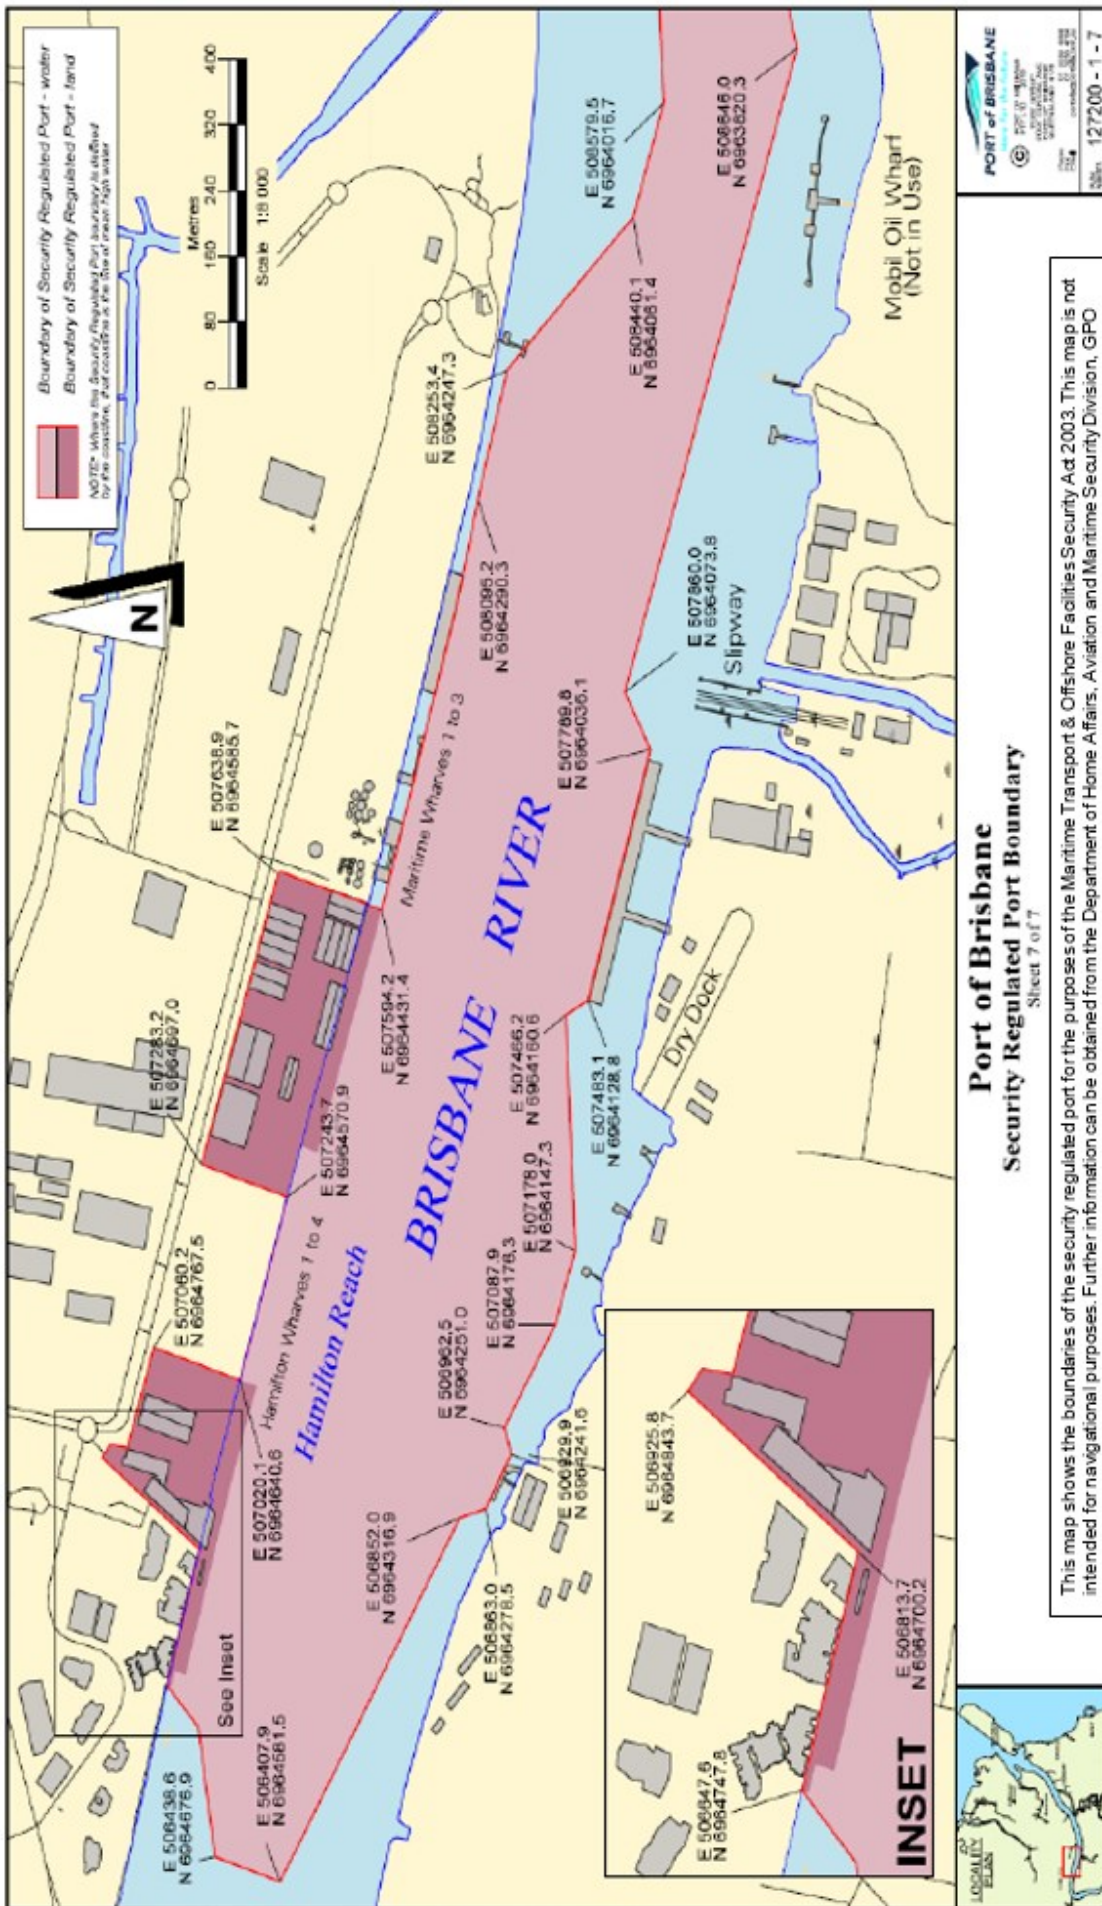 Boundary of Security Regulated Port - water
Boundary of Security Regulated Port - land
NOTE: Where the Security Regulated Port boundary is defined
by the coastline, that coastline is the line of mean high water
Metres
0 80 160 240 320 400
Scale 1:8 000
N
E 506438.6
N 6964676.9
E 506407.9
N 6964581.5
See Inset
E 507060.2
N 6964767.5
E 507020.1
N 6964640.6
Hamilton Wharves 1 to 4
Hamilton Reach
E 507283.2
N 6964697.0
E 507243.7
N 6964570.9
E 507638.9
N 6964585.7
E 507594.2
N 6964431.4
Maritime Wharves 1 to 3
BRISBANE RIVER
E 508095.2
N 6964290.3
E 508253.4
N 6964247.3
E 508440.1
N 6964061.4
E 508579.5
N 6964016.7
E 508646.0
N 6963820.3
E 506852.0
N 6964316.9
E 506863.0
N 6964278.5
E 506929.9
N 6964241.6
E 506962.5
N 6964251.0
E 507087.9
N 6964176.3
E 507178.0
N 6964147.3
E 507466.2
N 6964160.6
E 507483.1
N 6964128.8
E 507789.8
N 6964036.1
E 507860.0
N 6964073.8
Dry Dock
Slipway
Mobil Oil Wharf
(Not in Use)
E 506925.8
N 6964843.7
E 506647.6
N 6964747.8
E 506813.7
N 6964700.2
INSET
LOCALITY
PLAN
Port of Brisbane
Security Regulated Port Boundary
Sheet 7 of 7
This map shows the boundaries of the security regulated port for the purposes of the Maritime Transport & Offshore Facilities Security Act 2003. This map is not
intended for navigational purposes. Further information can be obtained from the Department of Home Affairs, Aviation and Maritime Security Division, GPO
PORT of BRISBANE
127200 - 1 - 7